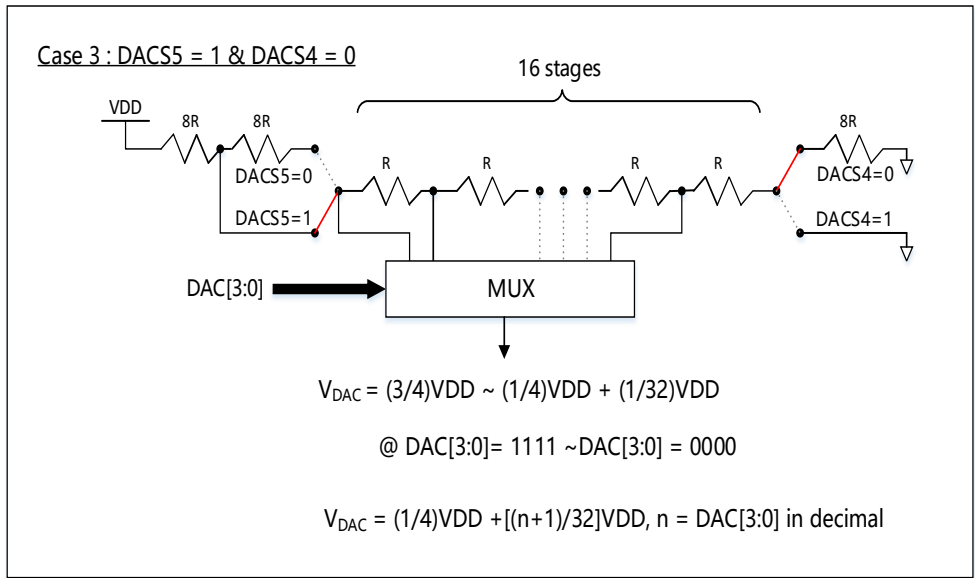 Case 3 : DACS5 = 1 & DACS4 = 0
16 stages
VDD
8R
8R
8R
DACS5=0
R
R
R
R
DACS4=0
DACS5=1
DACS4=1
DAC[3:0]
MUX
VDAC = (3/4)VDD ~ (1/4)VDD + (1/32)VDD
@ DAC[3:0]= 1111 ~DAC[3:0] = 0000
VDAC = (1/4)VDD +[(n+1)/32]VDD, n = DAC[3:0] in decimal